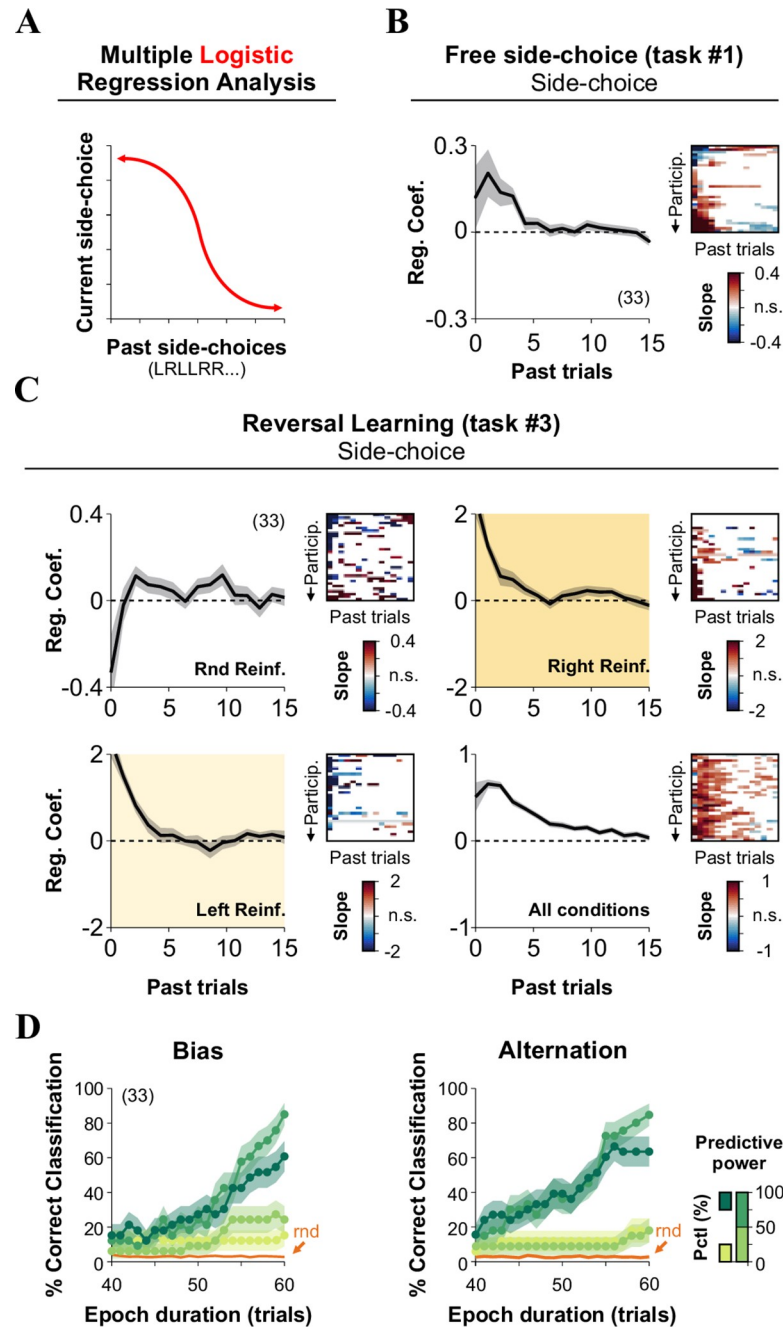 A
Multiple Logistic
Regression Analysis
Current side-choice
Past side-choices
(LRLLRR...)
B
Free side-choice (task #1)
Side-choice
Reg. Coef.
0.3
0
-0.3
(33)
0
5
10
15
Past trials
Particip.
Past trials
Slope
0.4
n.s.
-0.4
C
Reversal Learning (task #3)
Side-choice
Reg. Coef.
0.4
0
-0.4
(33)
Rnd Reinf.
0
5
10
15
Particip.
Past trials
Slope
0.4
n.s.
-0.4
2
0
-2
Right Reinf.
0
5
10
15
Particip.
Past trials
Slope
2
n.s.
-2
Reg. Coef.
2
0
-2
Left Reinf.
0
5
10
15
Past trials
Particip.
Past trials
Slope
2
n.s.
-2
1
0
-1
All conditions
0
5
10
15
Past trials
Particip.
Past trials
Slope
1
n.s.
-1
D
Bias
% Correct Classification
100
80
60
40
20
0
(33)
rnd
40
50
60
Epoch duration (trials)
Alternation
% Correct Classification
100
80
60
40
20
0
rnd
40
50
60
Epoch duration (trials)
Predictive
power
Pctl (%)
100
50
0